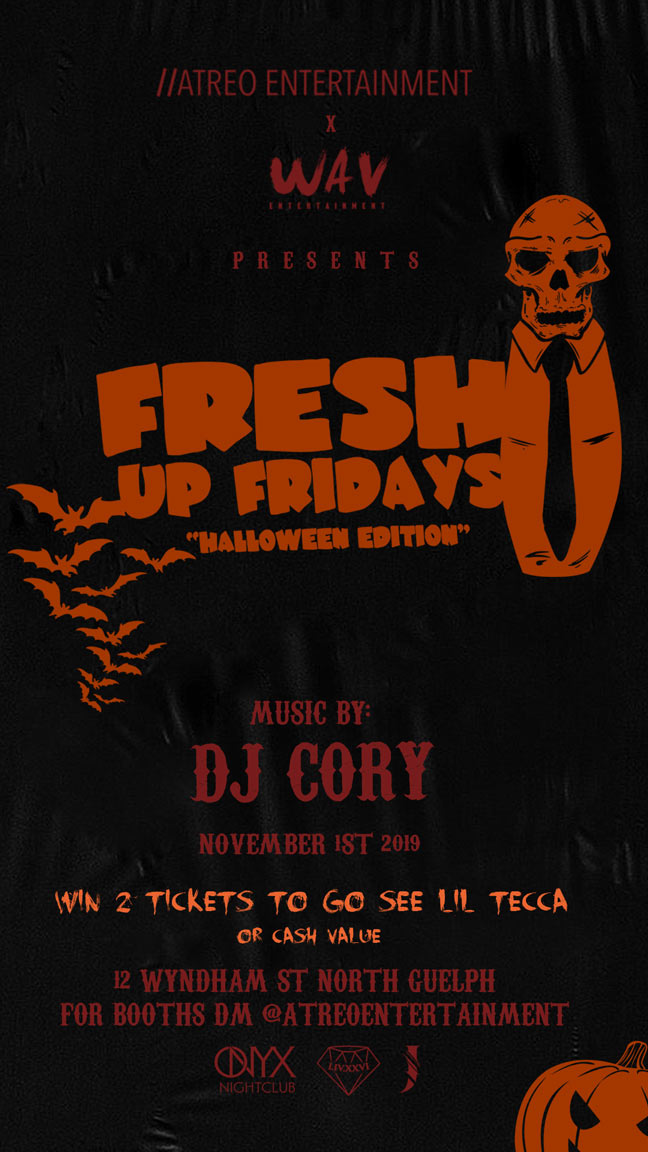 //ATREO ENTERTAINMENT
X
WAV
ENTERTAINMENT
PRESENTS
FRESH
UP FRIDAYS
"HALLOWEEN EDITION"
MUSIC BY:
DJ CORY
NOVEMBER 1ST 2019
WIN 2 TICKETS TO GO SEE LIL TECCA
OR CASH VALUE
12 WYNDHAM ST NORTH GUELPH
FOR BOOTHS DM @ATREOENTERTAINMENT
ONYX
NIGHTCLUB